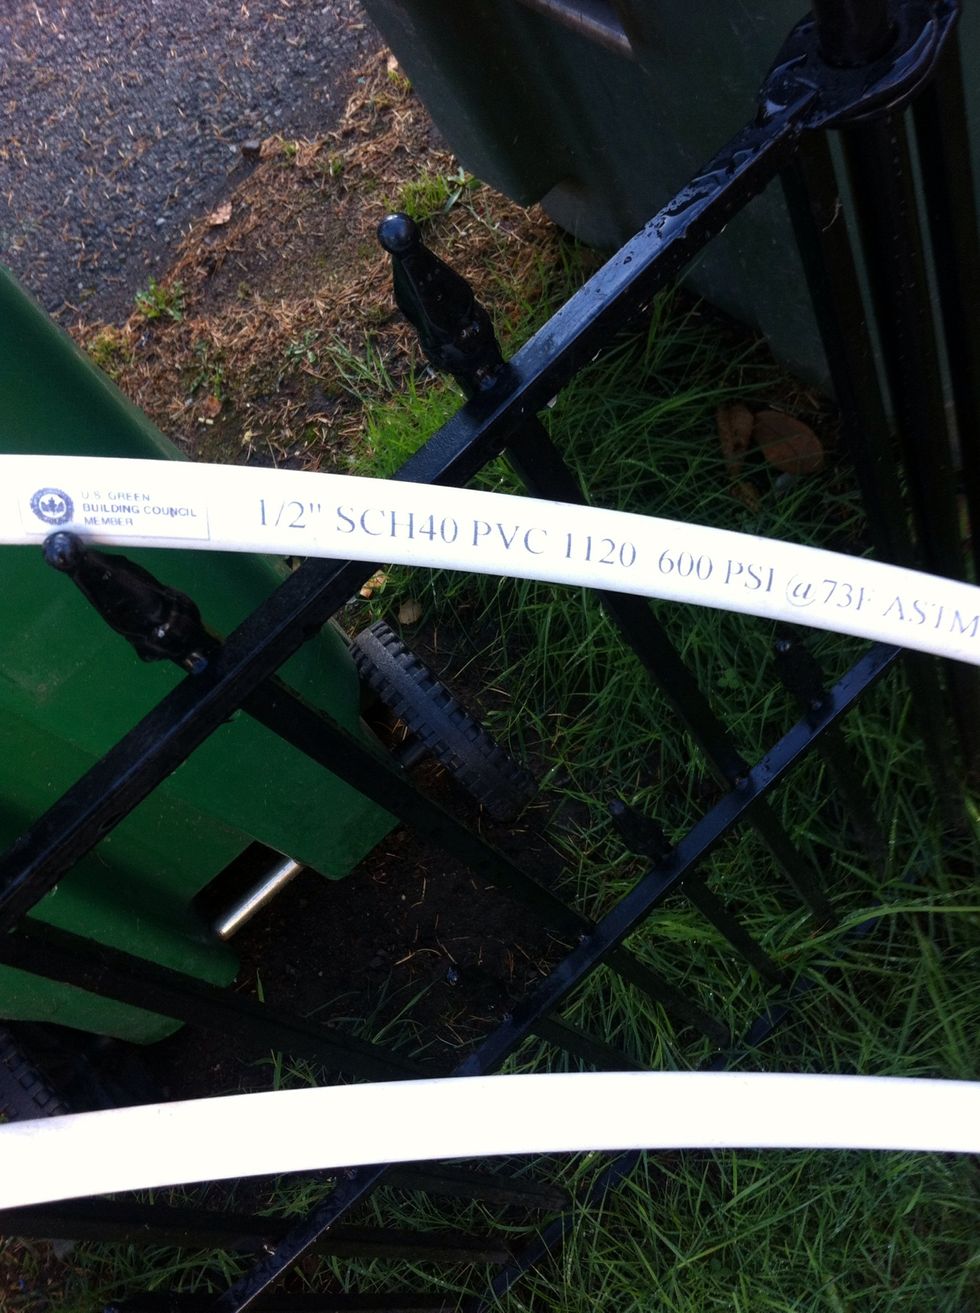 U.S. GREEN
BUILDING COUNCIL
MEMBER
1/2" SCH40 PVC 1120 600 PSI @ 73F ASTM